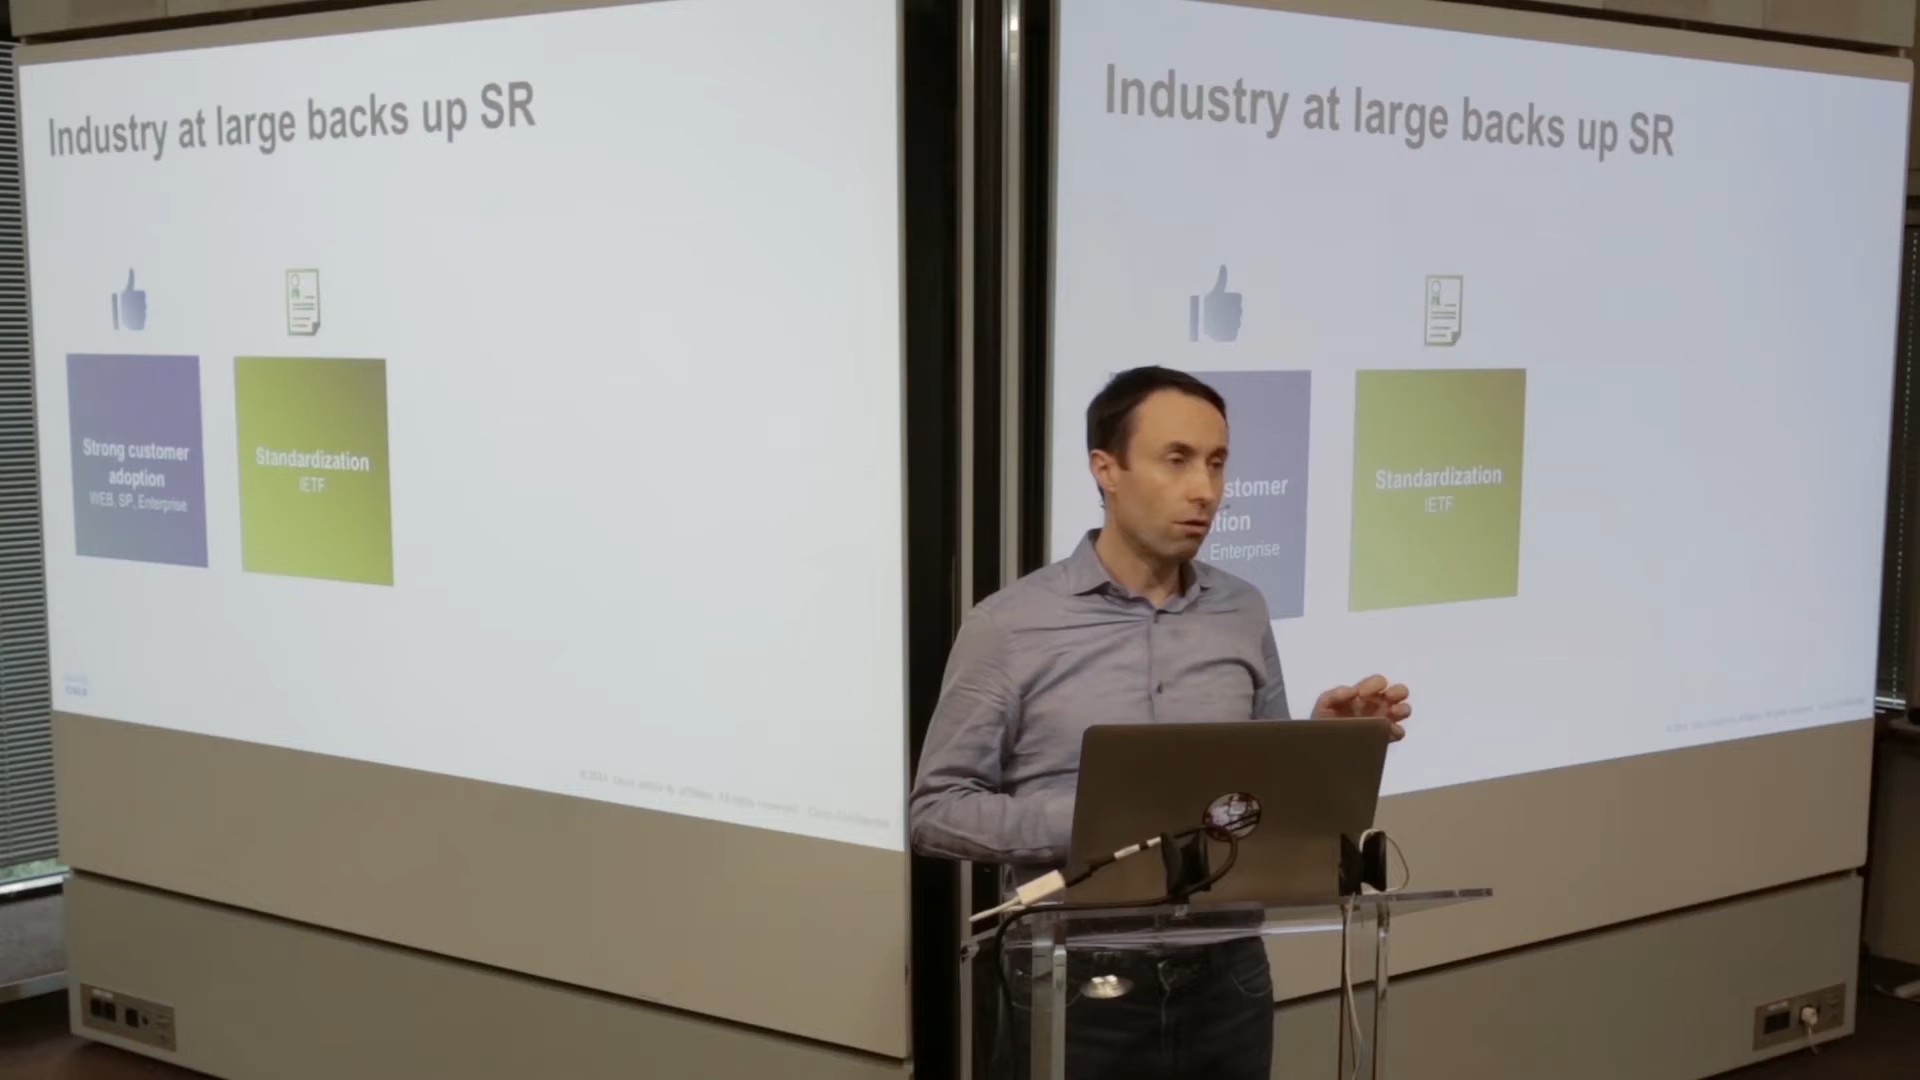 Industry at large backs up SR
Strong customer
adoption
WEB, SP, Enterprise
Standardization
IETF
Industry at large backs up SR
stomer
tion
, Enterprise
Standardization
IETF